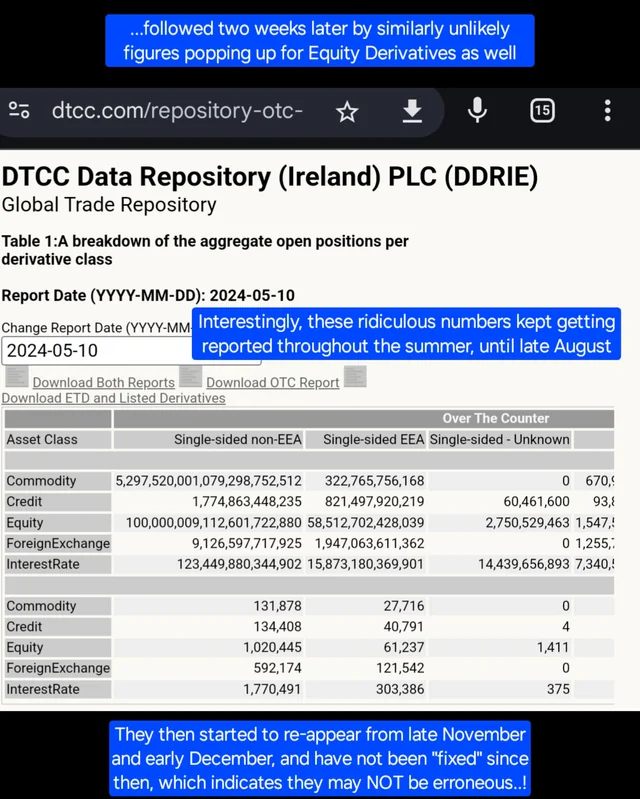 ...followed two weeks later by similarly unlikely
figures popping up for Equity Derivatives as well
dtcc.com/repository-otc-
15
DTCC Data Repository (Ireland) PLC (DDRIE)
Global Trade Repository
Table 1:A breakdown of the aggregate open positions per
derivative class
Report Date (YYYY-MM-DD): 2024-05-10
Change Report Date (YYYY-MM-
Interestingly, these ridiculous numbers kept getting
reported throughout the summer, until late August
2024-05-10
Download Both Reports Download OTC Report
Download ETD and Listed Derivatives
Over The Counter
Asset Class Single-sided non-EEA Single-sided EEA Single-sided - Unknown
Commodity 5,297,520,001,079,298,752,512 322,765,756,168 0 670,9
Credit 1,774,863,448,235 821,497,920,219 60,461,600 93,8
Equity 100,000,009,112,601,722,880 58,512,702,428,039 2,750,529,463 1,547,5
ForeignExchange 9,126,597,717,925 1,947,063,611,362 0 1,255,7
InterestRate 123,449,880,344,902 15,873,180,369,901 14,439,656,893 7,340,5
Commodity 131,878 27,716 0
Credit 134,408 40,791 4
Equity 1,020,445 61,237 1,411
ForeignExchange 592,174 121,542 0
InterestRate 1,770,491 303,386 375
They then started to re-appear from late November
and early December, and have not been "fixed" since
then, which indicates they may NOT be erroneous..!